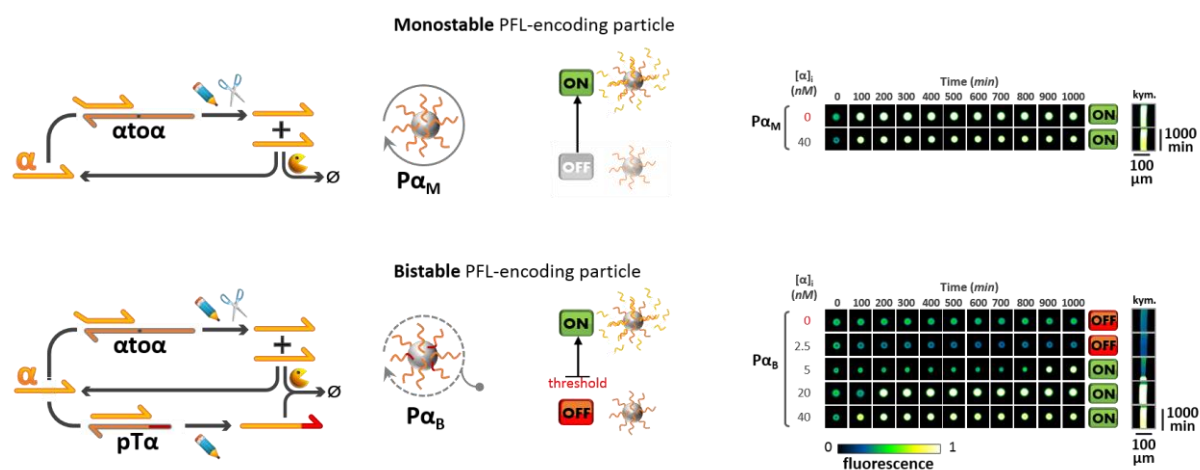 Monostable PFL-encoding particle
α
αtoα
+
Ø
PαM
ON
OFF
[α]i
(nM)
Time (min)
kym.
0 100 200 300 400 500 600 700 800 900 1000
PαM
0
ON
40
ON
1000
min
100
µm
Bistable PFL-encoding particle
α
αtoα
+
Ø
pTα
PαB
ON
threshold
OFF
[α]i
(nM)
Time (min)
kym.
0 100 200 300 400 500 600 700 800 900 1000
PαB
0
OFF
2.5
OFF
5
ON
20
ON
40
ON
1000
min
100
µm
0 1
fluorescence